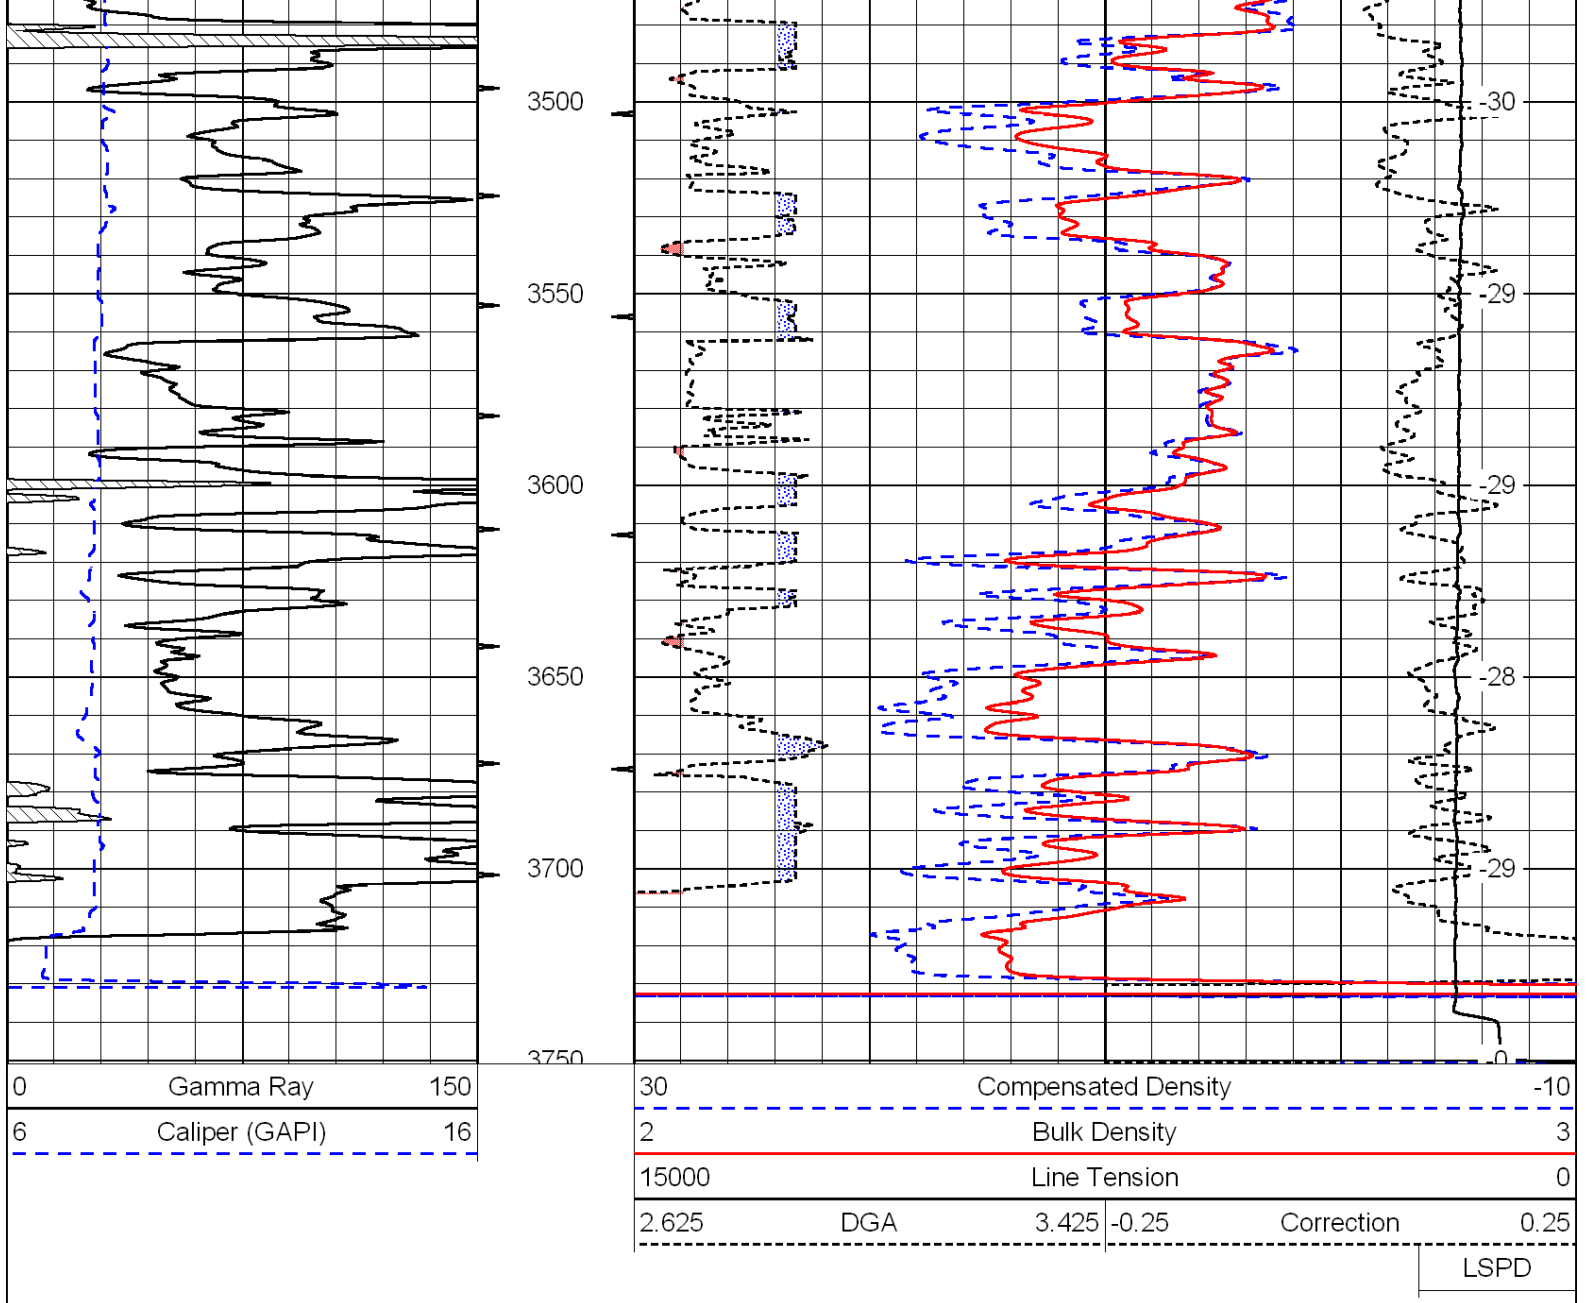 3500 -30
3550 -29
3600 -29
3650 -28
3700 -29
3750 -0
0 Gamma Ray 150
6 Caliper (GAPI) 16
30 Compensated Density -10
2 Bulk Density 3
15000 Line Tension 0
2.625 DGA 3.425 -0.25 Correction 0.25
LSPD